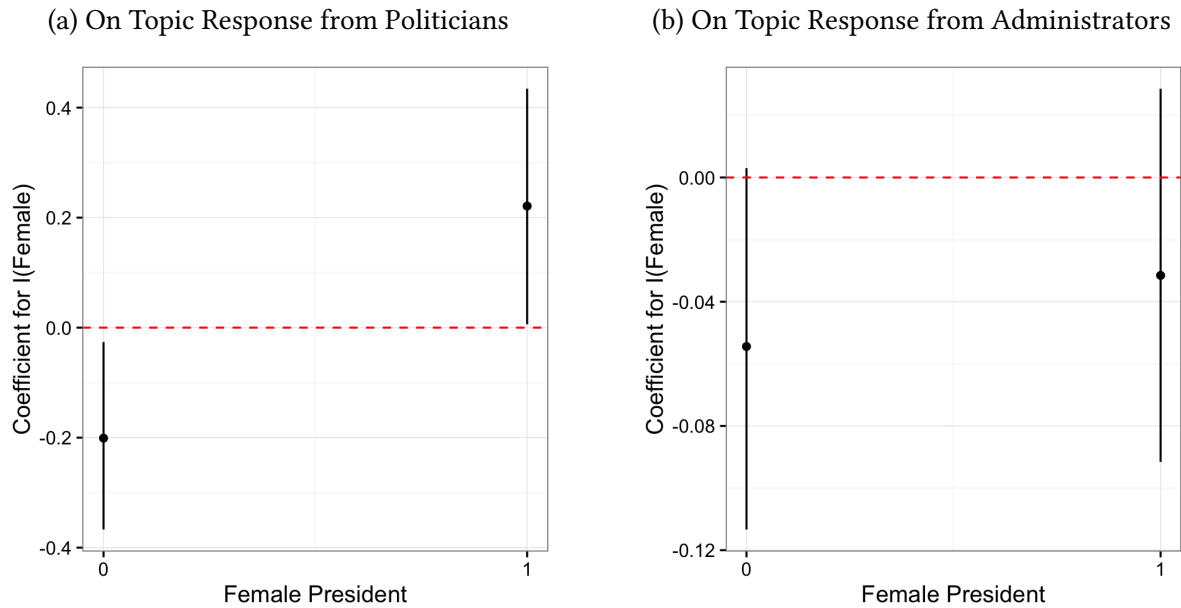 (a) On Topic Response from Politicians
0.4
0.2
0.0
-0.2
-0.4
Coefficient for I(Female)
0
1
Female President
(b) On Topic Response from Administrators
0.00
-0.04
-0.08
-0.12
Coefficient for I(Female)
0
1
Female President